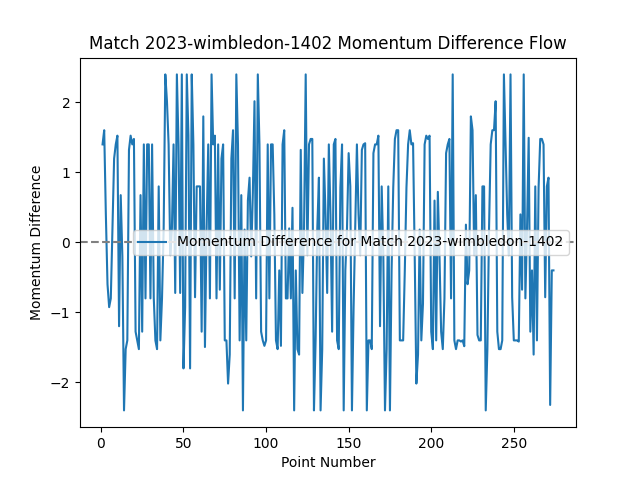 Match 2023-wimbledon-1402 Momentum Difference Flow
Momentum Difference
2
1
0
−1
−2
Momentum Difference for Match 2023-wimbledon-1402
0
50
100
150
200
250
Point Number